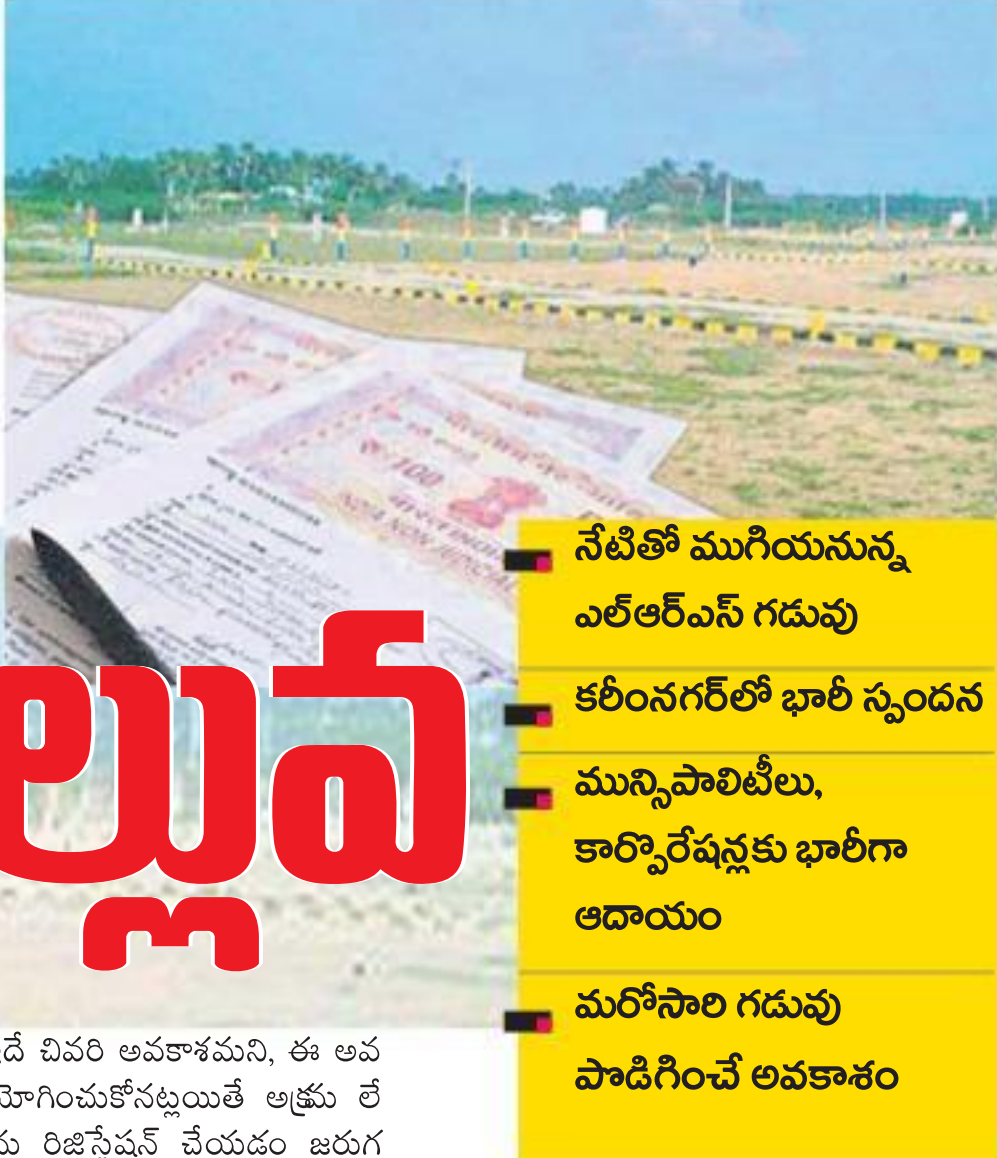 100
నేటితో ముగియనున్న
ఎల్ఆర్ఎస్ గడువు
కరీంనగర్‌లో భారీ స్పందన
మున్సిపాలిటీలు,
కార్పొరేషన్లకు భారీగా
ఆదాయం
మరోసారి గడువు
పొడిగించే అవకాశం
ల్లువ
దే చివరి అవకాశమని, ఈ అవ
యోగించుకోనట్లయితే అక్రమ లే
ను రిజిస్ట్రేషన్ చేయడం జరుగ